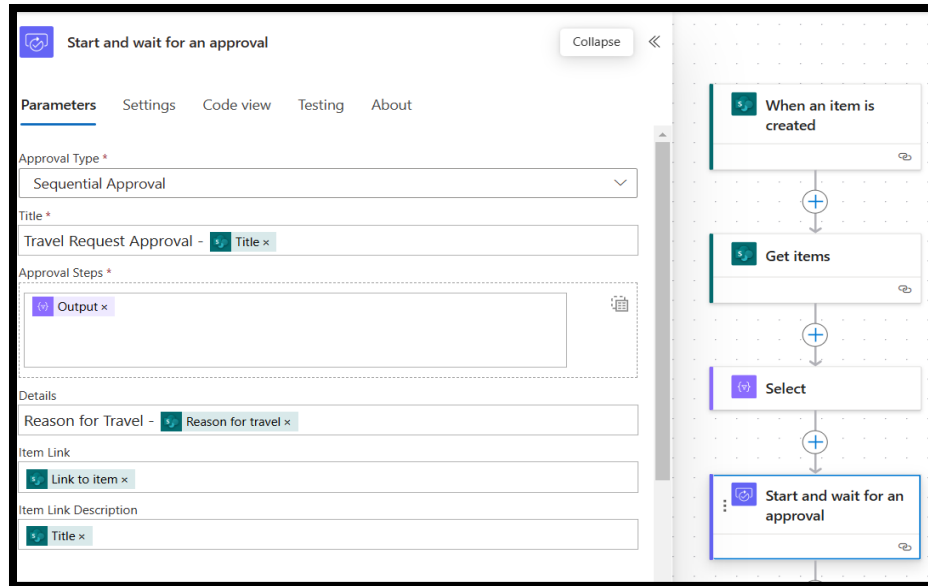 Start and wait for an approval
Collapse
Parameters Settings Code view Testing About
Approval Type *
Sequential Approval
Title *
Travel Request Approval - Title ×
Approval Steps *
Output ×
Details
Reason for Travel - Reason for travel ×
Item Link
Link to item ×
Item Link Description
Title ×
When an item is
created
Get items
Select
Start and wait for an
approval